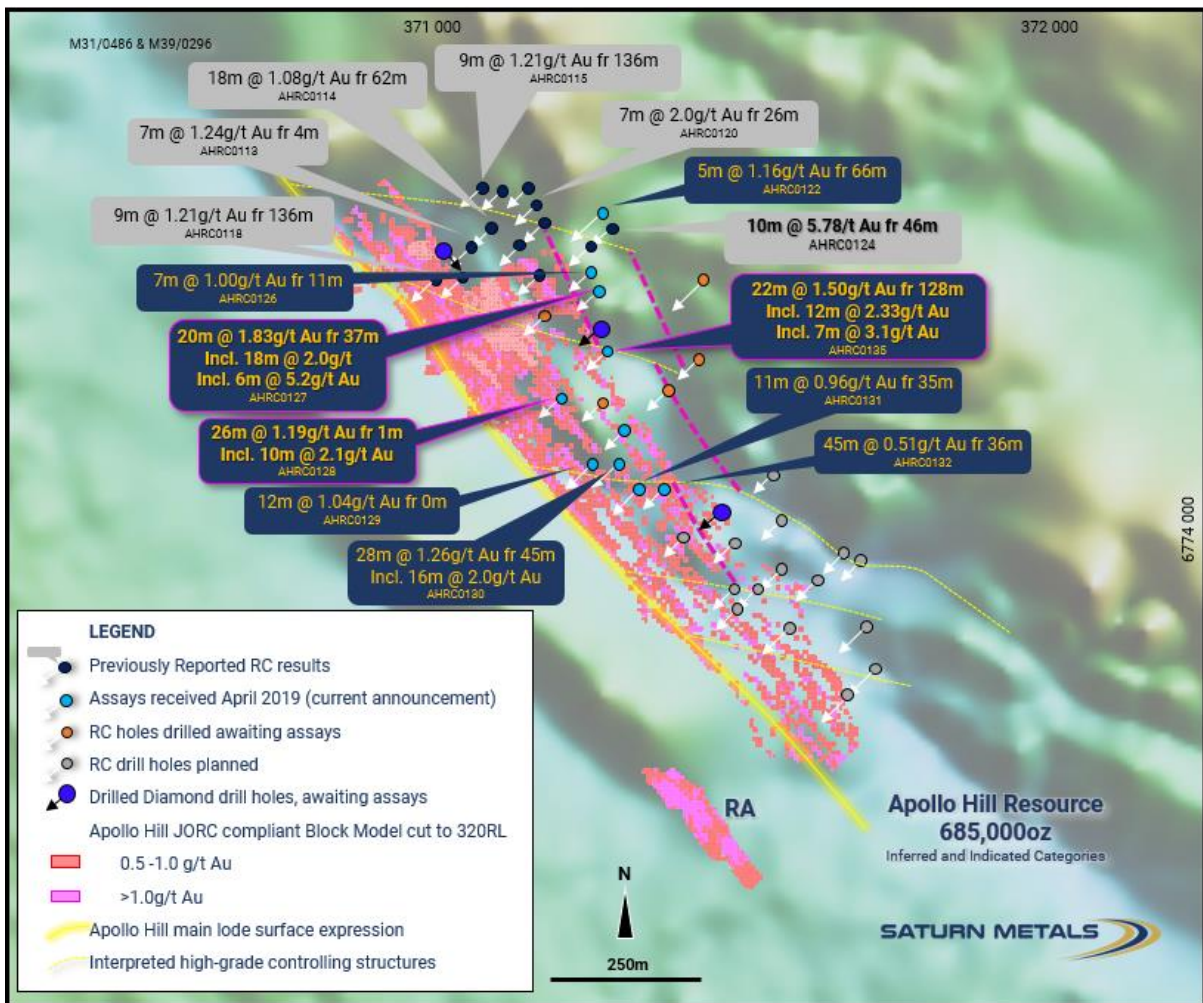 371 000
372 000
M31/0486 & M39/0296
9m @ 1.21g/t Au fr 136m
AHRC0115
18m @ 1.08g/t Au fr 62m
AHRC0114
7m @ 2.0g/t Au fr 26m
AHRC0120
7m @ 1.24g/t Au fr 4m
AHRC0113
5m @ 1.16g/t Au fr 66m
AHRC0122
9m @ 1.21g/t Au fr 136m
AHRC0118
10m @ 5.78/t Au fr 46m
AHRC0124
7m @ 1.00g/t Au fr 11m
AHRC0126
22m @ 1.50g/t Au fr 128m
Incl. 12m @ 2.33g/t Au
Incl. 7m @ 3.1g/t Au
AHRC0135
20m @ 1.83g/t Au fr 37m
Incl. 18m @ 2.0g/t
Incl. 6m @ 5.2g/t Au
AHRC0127
11m @ 0.96g/t Au fr 35m
AHRC0131
26m @ 1.19g/t Au fr 1m
Incl. 10m @ 2.1g/t Au
AHRC0128
45m @ 0.51g/t Au fr 36m
AHRC0132
12m @ 1.04g/t Au fr 0m
AHRC0129
28m @ 1.26g/t Au fr 45m
Incl. 16m @ 2.0g/t Au
AHRC0130
6774 000
LEGEND
Previously Reported RC results
Assays received April 2019 (current announcement)
RC holes drilled awaiting assays
RC drill holes planned
Drilled Diamond drill holes, awaiting assays
Apollo Hill JORC compliant Block Model cut to 320RL
0.5 -1.0 g/t Au
>1.0g/t Au
Apollo Hill main lode surface expression
Interpreted high-grade controlling structures
RA
Apollo Hill Resource
685,000oz
Inferred and Indicated Categories
N
250m
SATURN METALS